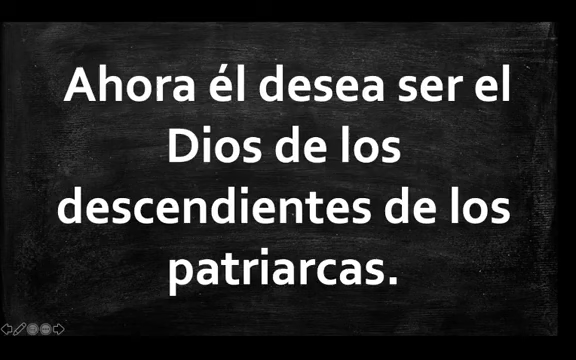 Ahora él desea ser el
Dios de los
descendientes de los
patriarcas.